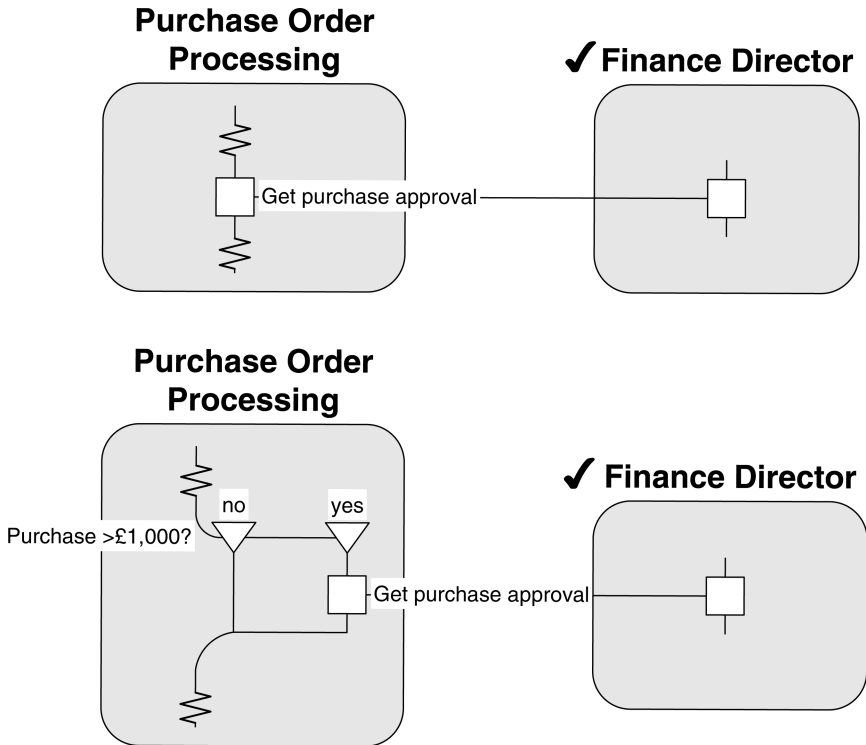 Purchase Order
Processing
✓ Finance Director
Get purchase approval
Purchase Order
Processing
✓ Finance Director
no
yes
Purchase >£1,000?
Get purchase approval